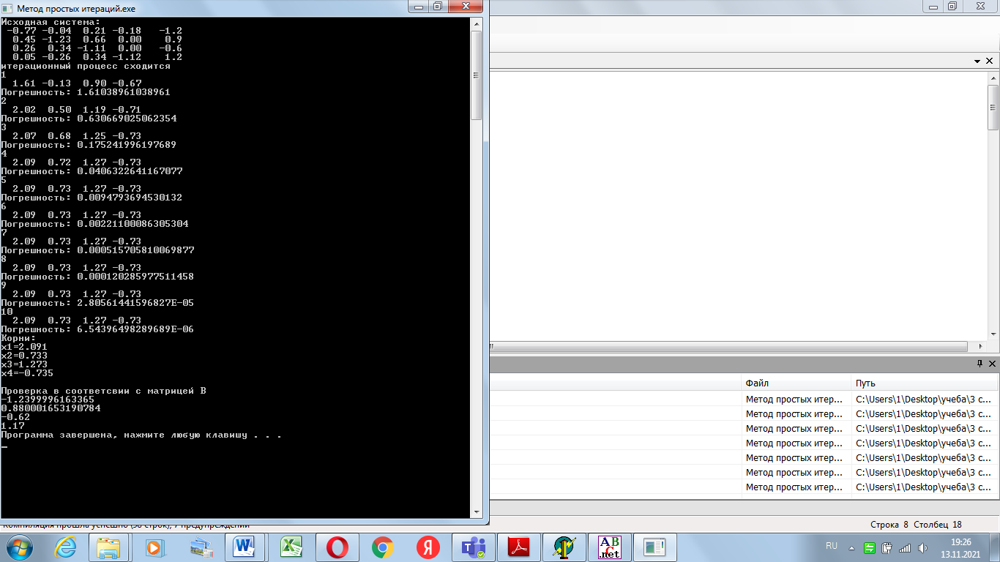 Метод простых итераций.exe
Исходная система:
-0.77 -0.04 0.21 -0.18 -1.2
0.45 -1.23 0.66 0.00 0.9
0.26 0.34 -1.11 0.00 -0.6
0.05 -0.26 0.34 -1.12 1.2
итерационный процесс сходится
1
1.61 -0.13 0.90 -0.67
Погрешность: 1.61038961038961
2
2.02 0.50 1.19 -0.71
Погрешность: 0.630669025062354
3
2.07 0.68 1.25 -0.73
Погрешность: 0.175241996197689
4
2.09 0.72 1.27 -0.73
Погрешность: 0.0406322641167077
5
2.09 0.73 1.27 -0.73
Погрешность: 0.0094793694530132
6
2.09 0.73 1.27 -0.73
Погрешность: 0.00221100086305304
7
2.09 0.73 1.27 -0.73
Погрешность: 0.000515705810069877
8
2.09 0.73 1.27 -0.73
Погрешность: 0.000120285977511458
9
2.09 0.73 1.27 -0.73
Погрешность: 2.80561441596827E-05
10
2.09 0.73 1.27 -0.73
Погрешность: 6.54396498289689E-06
Корни:
x1=2.091
x2=0.733
x3=1.273
x4=-0.735
Проверка в соответсвии с матрицей B
-1.2399996163365
0.880001653190784
-0.62
1.17
Программа завершена, нажмите любую клавишу . . .
Файл Путь
Метод простых итер... C:\Users\1\Desktop\учеба\3 с...
Метод простых итер... C:\Users\1\Desktop\учеба\3 с...
Метод простых итер... C:\Users\1\Desktop\учеба\3 с...
Метод простых итер... C:\Users\1\Desktop\учеба\3 с...
Метод простых итер... C:\Users\1\Desktop\учеба\3 с...
Метод простых итер... C:\Users\1\Desktop\учеба\3 с...
Метод простых итер... C:\Users\1\Desktop\учеба\3 с...
Компиляция прошла успешно (58 строк), 7 предупреждений
Строка 8 Столбец 18
RU
19:26
13.11.2021
ABC.net